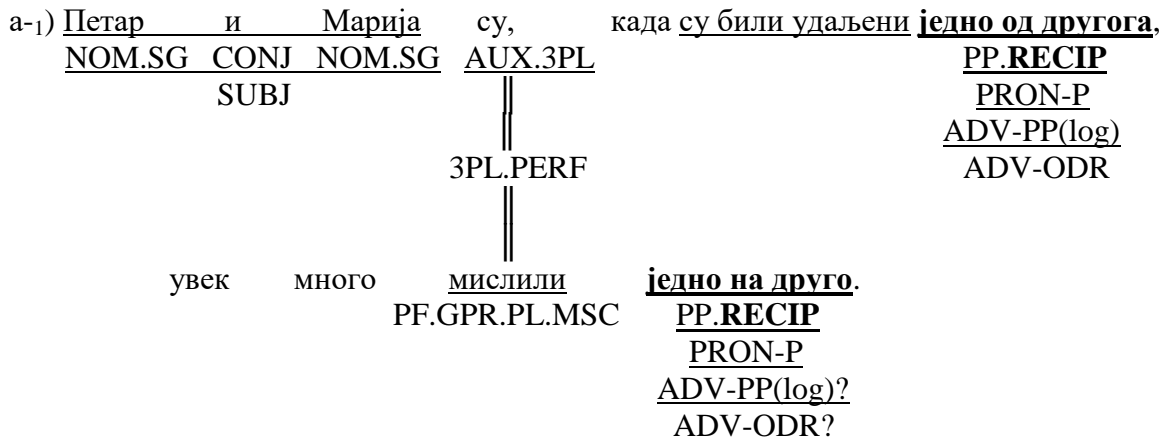 а-₁) Петар и Марија су, када су били удаљени једно од другога,
NOM.SG CONJ NOM.SG AUX.3PL PP.RECIP
SUBJ PRON-P
ADV-PP(log)
3PL.PERF ADV-ODR
увек много мислили једно на друго.
PF.GPR.PL.MSC PP.RECIP
PRON-P
ADV-PP(log)?
ADV-ODR?